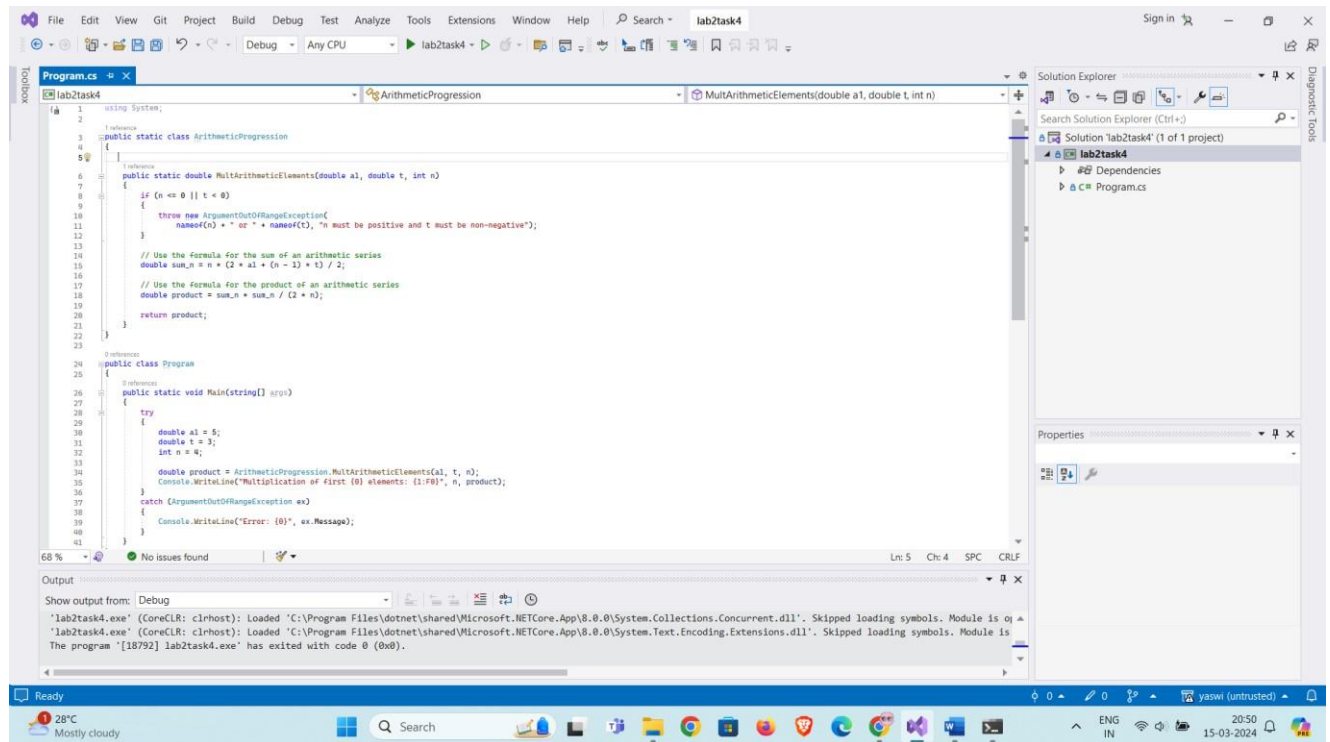 File Edit View Git Project Build Debug Test Analyze Tools Extensions Window Help Search lab2task4 Sign in
Debug Any CPU lab2task4
Toolbox
Program.cs
lab2task4 ArithmeticProgression MultArithmeticElements(double a1, double t, int n)
1 using System;
2
1 reference
3 public static class ArithmeticProgression
4 {
5
1 reference
6 public static double MultArithmeticElements(double a1, double t, int n)
7 {
8 if (n <= 0 || t < 0)
9 {
10 throw new ArgumentOutOfRangeException(
11 nameof(n) + " or " + nameof(t), "n must be positive and t must be non-negative");
12 }
13
14 // Use the formula for the sum of an arithmetic series
15 double sum_n = n * (2 * a1 + (n - 1) * t) / 2;
16
17 // Use the formula for the product of an arithmetic series
18 double product = sum_n * sum_n / (2 * n);
19
20 return product;
21 }
22 }
23
0 references
24 public class Program
25 {
0 references
26 public static void Main(string[] args)
27 {
28 try
29 {
30 double a1 = 5;
31 double t = 3;
32 int n = 4;
33
34 double product = ArithmeticProgression.MultArithmeticElements(a1, t, n);
35 Console.WriteLine("Multiplication of first {0} elements: {1:F0}", n, product);
36 }
37 catch (ArgumentOutOfRangeException ex)
38 {
39 Console.WriteLine("Error: {0}", ex.Message);
40 }
41 }
68 % No issues found Ln: 5 Ch: 4 SPC CRLF
Output
Show output from: Debug
'lab2task4.exe' (CoreCLR: clrhost): Loaded 'C:\Program Files\dotnet\shared\Microsoft.NETCore.App\8.0.0\System.Collections.Concurrent.dll'. Skipped loading symbols. Module is o
'lab2task4.exe' (CoreCLR: clrhost): Loaded 'C:\Program Files\dotnet\shared\Microsoft.NETCore.App\8.0.0\System.Text.Encoding.Extensions.dll'. Skipped loading symbols. Module is
The program '[18792] lab2task4.exe' has exited with code 0 (0x0).
Solution Explorer
Search Solution Explorer (Ctrl+;)
Solution 'lab2task4' (1 of 1 project)
lab2task4
Dependencies
C# Program.cs
Properties
Diagnostic Tools
Ready 0 0 yaswi (untrusted)
1
28°C
Mostly cloudy
Search
ENG
IN
20:50
15-03-2024
PRE